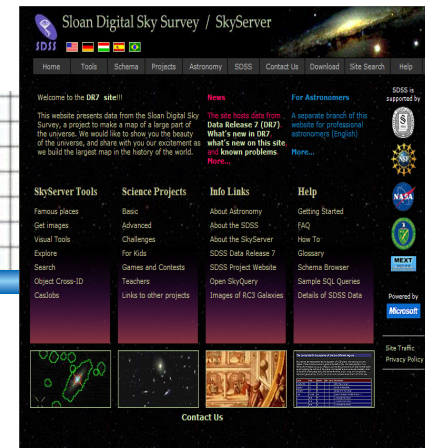 Sloan Digital Sky Survey / SkyServer
SDSS
Home Tools Schema Projects Astronomy SDSS Contact Us Download Site Search Help
Welcome to the DR7 site!!!
This website presents data from the Sloan Digital Sky
Survey, a project to make a map of a large part of
the universe. We would like to show you the beauty
of the universe, and share with you our excitement as
we build the largest map in the history of the world.
News
The site hosts data from
Data Release 7 (DR7).
What's new in DR7,
what's new on this site,
and known problems.
More...
For Astronomers
A separate branch of this
website for professional
astronomers (English)
More...
SDSS is
supported by
NASA
MEXT
Powered by
Microsoft
Site Traffic
Privacy Policy
SkyServer Tools
Famous places
Get images
Visual Tools
Explore
Search
Object Cross-ID
CasJobs
Science Projects
Basic
Advanced
Challenges
For Kids
Games and Contests
Teachers
Links to other projects
Info Links
About Astronomy
About the SDSS
About the SkyServer
SDSS Data Release 7
SDSS Project Website
Open SkyQuery
Images of RC3 Galaxies
Help
Getting Started
FAQ
How To
Glossary
Schema Browser
Sample SQL Queries
Details of SDSS Data
Contact Us